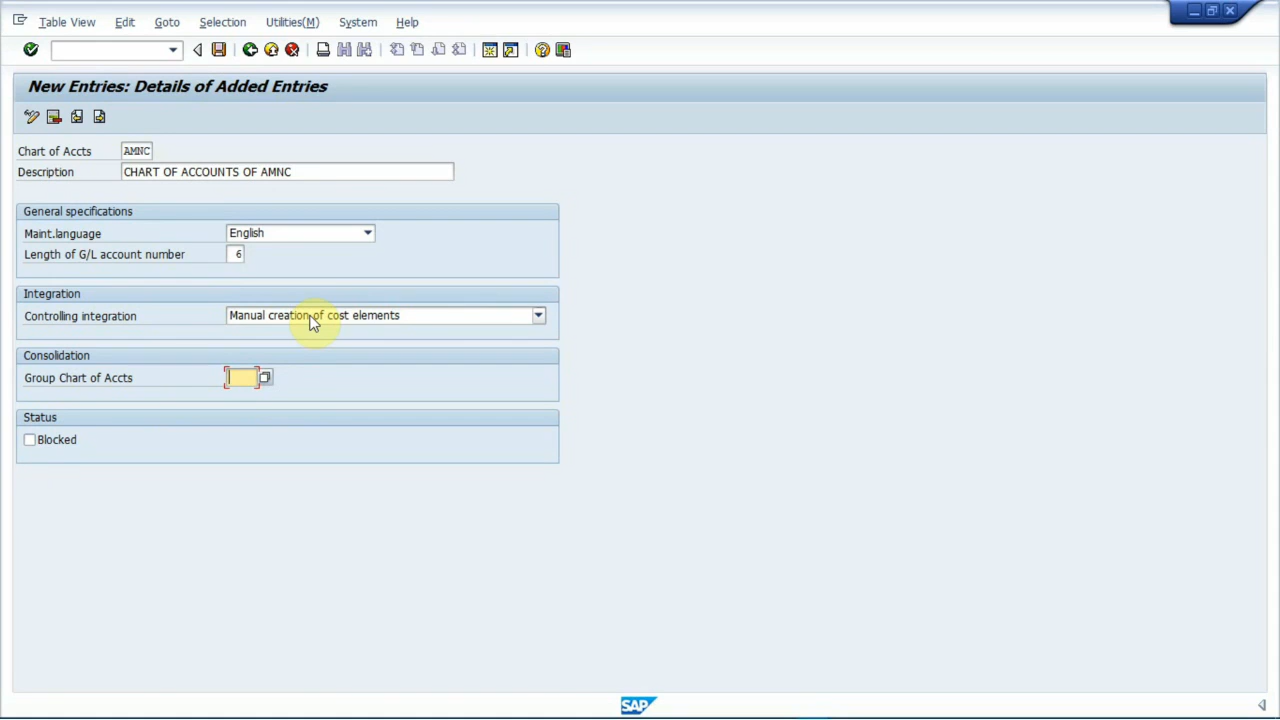 Table View Edit Goto Selection Utilities(M) System Help
New Entries: Details of Added Entries
Chart of Accts AMNC
Description CHART OF ACCOUNTS OF AMNC
General specifications
Maint.language English
Length of G/L account number 6
Integration
Controlling integration Manual creation of cost elements
Consolidation
Group Chart of Accts
Status
Blocked
SAP